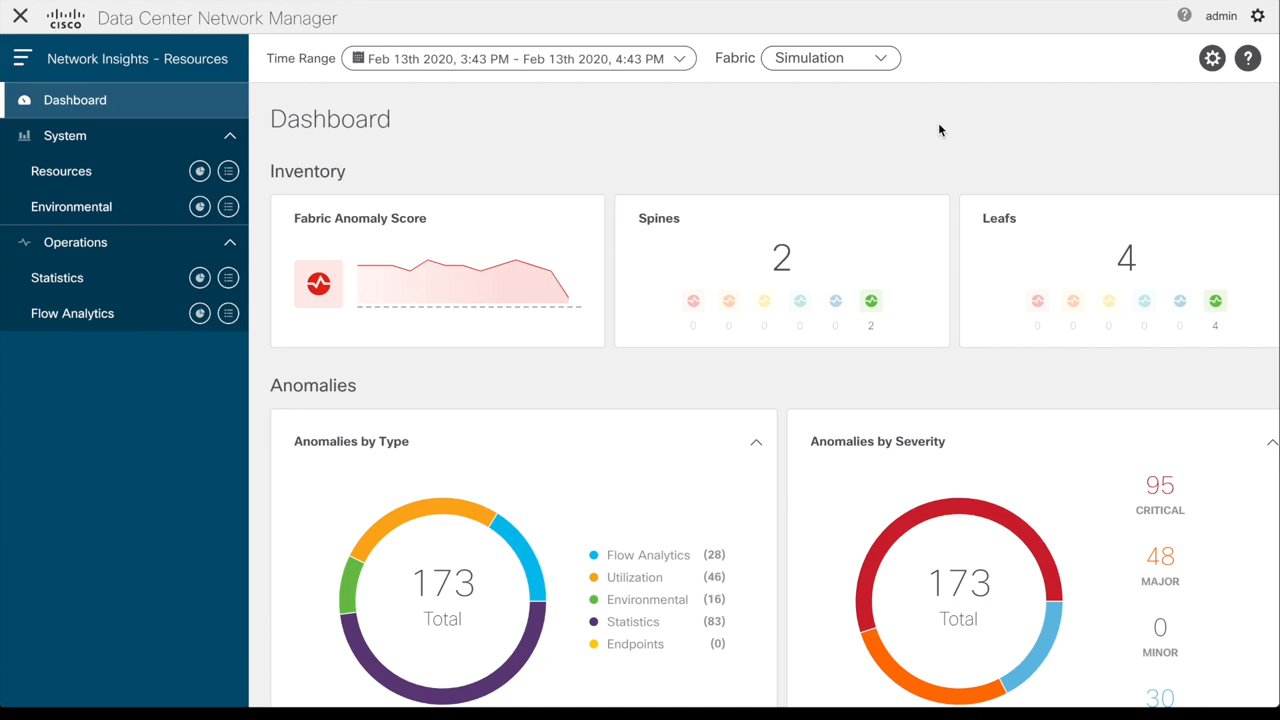 CISCO
Data Center Network Manager
admin
Network Insights - Resources
Time Range
Feb 13th 2020, 3:43 PM - Feb 13th 2020, 4:43 PM
Fabric
Simulation
?
Dashboard
System
Resources
Environmental
Operations
Statistics
Flow Analytics
Dashboard
Inventory
Fabric Anomaly Score
Spines
2
0 0 0 0 0 2
Leafs
4
0 0 0 0 0 4
Anomalies
Anomalies by Type
173
Total
Flow Analytics (28)
Utilization (46)
Environmental (16)
Statistics (83)
Endpoints (0)
Anomalies by Severity
173
Total
95
CRITICAL
48
MAJOR
0
MINOR
30